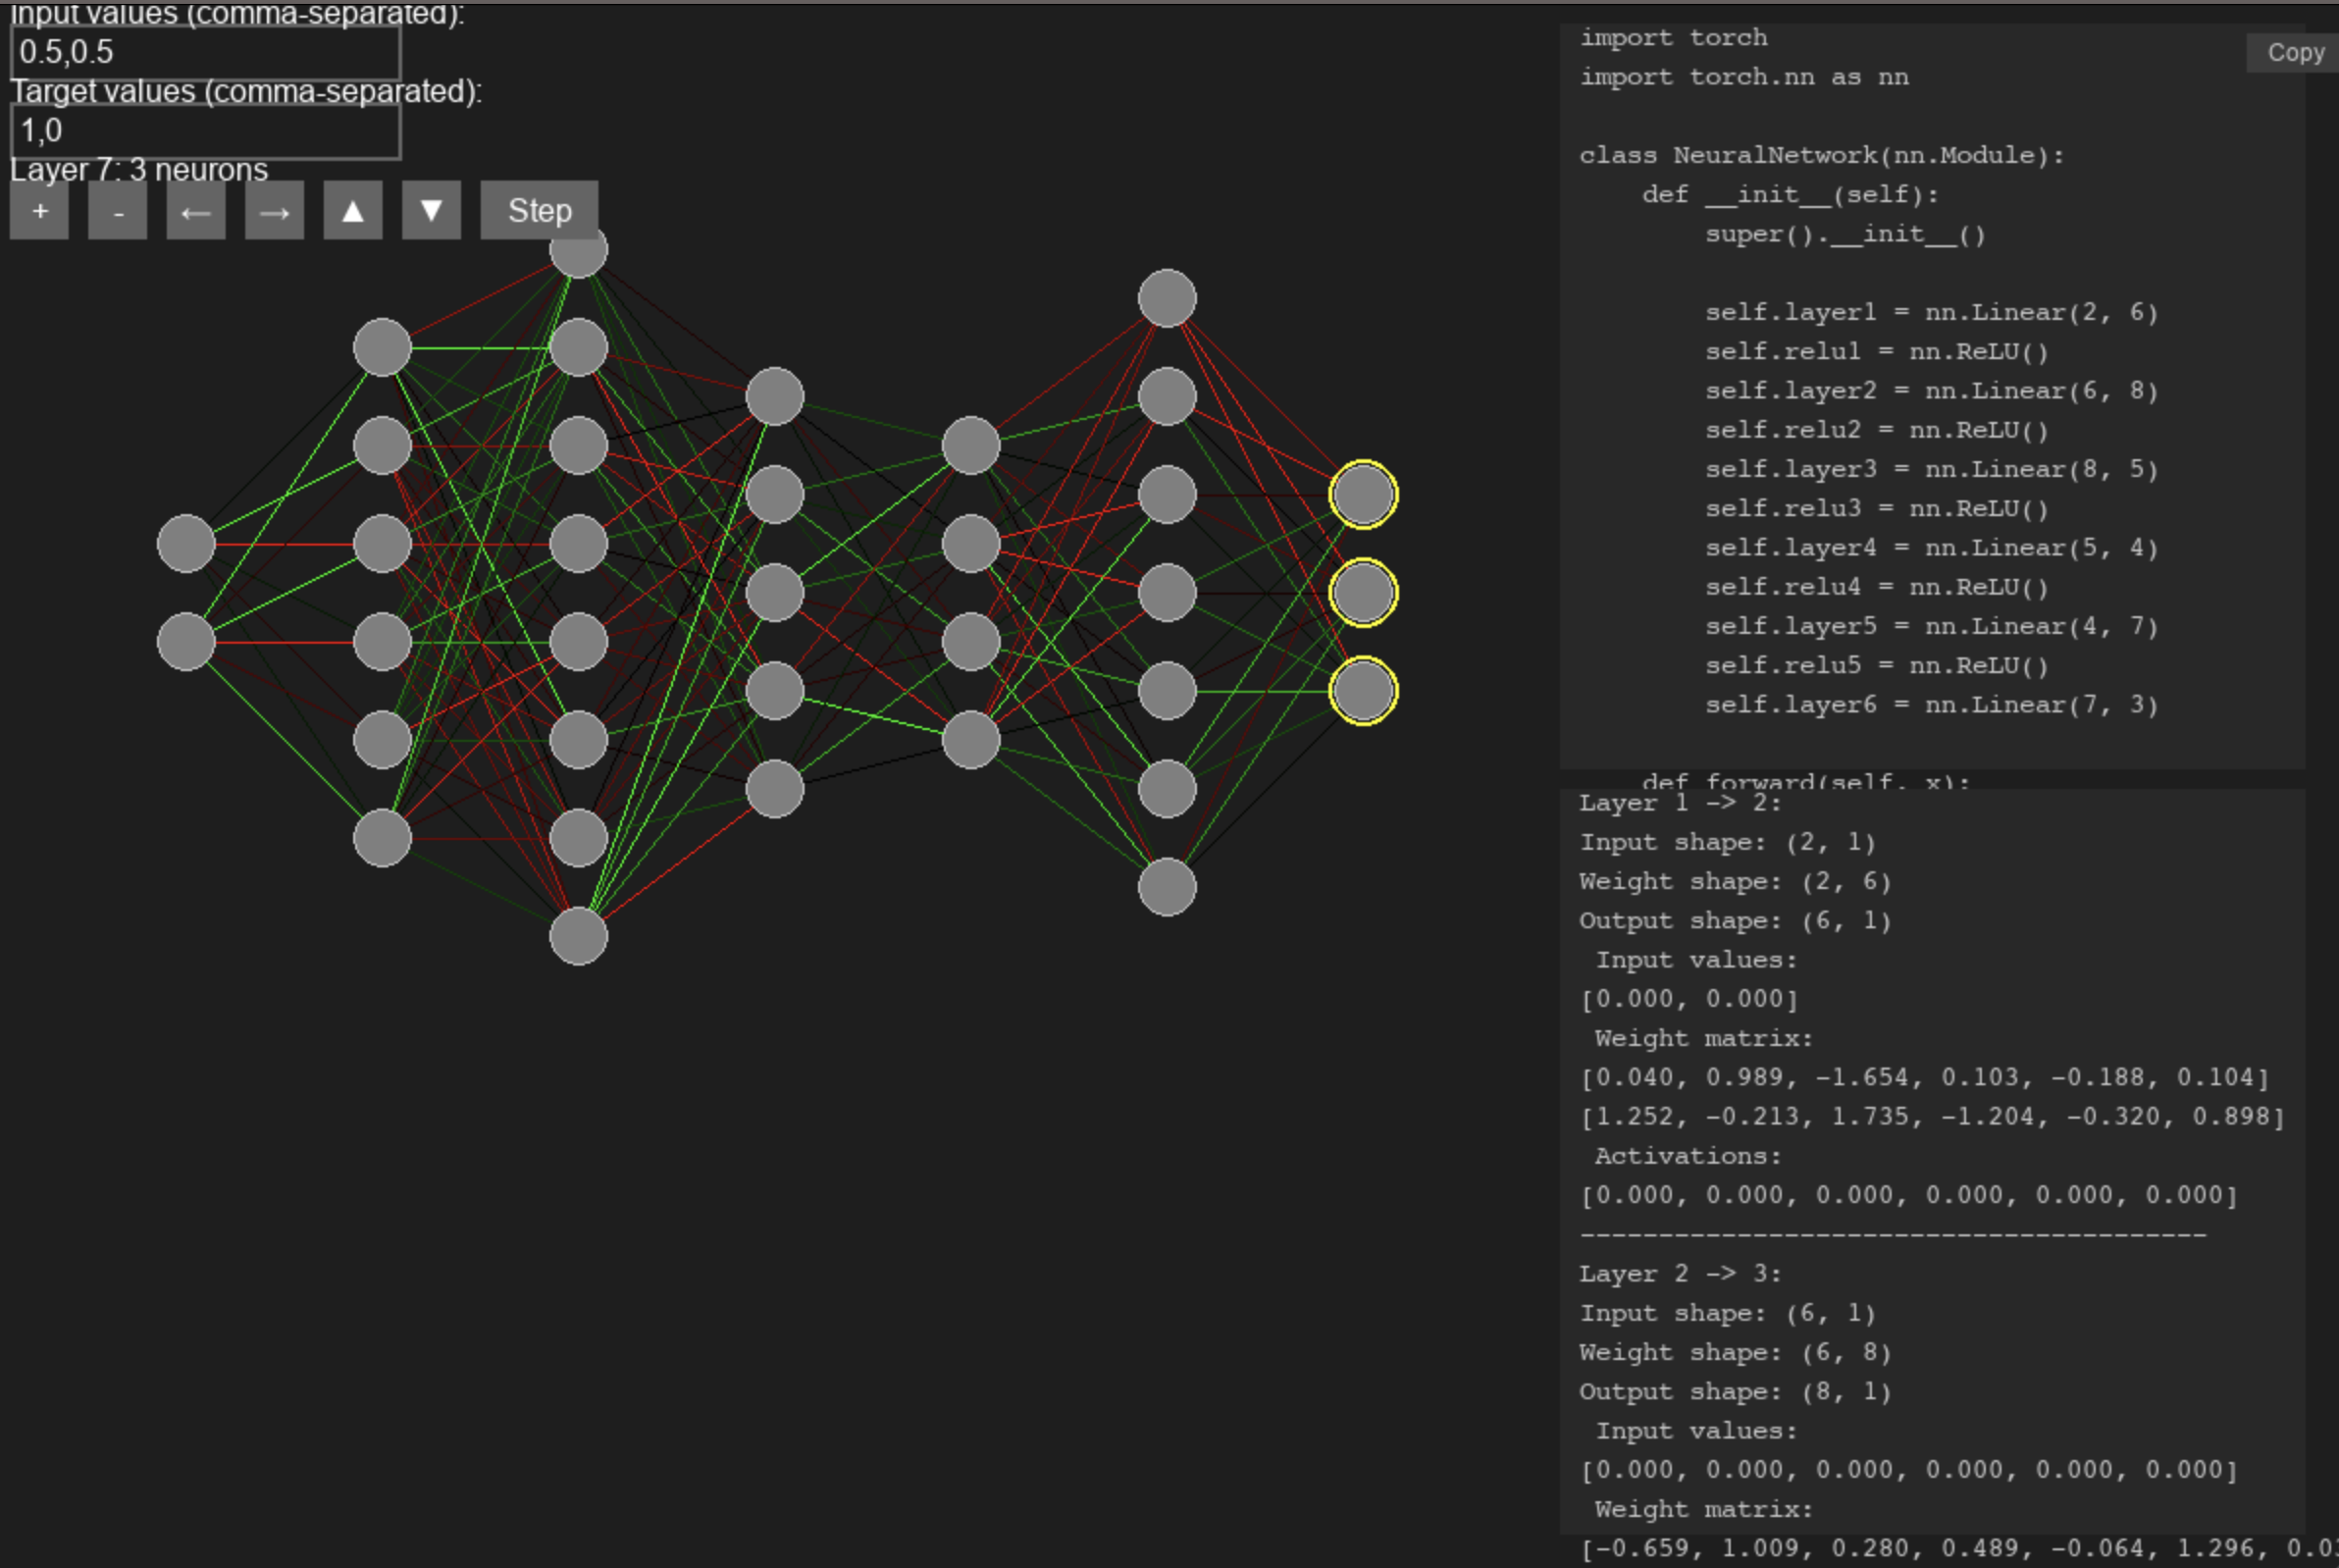 Input values (comma-separated):
0.5,0.5
Target values (comma-separated):
1,0
Layer 7: 3 neurons
+ - ← → ▲ ▼ Step
Copy
import torch
import torch.nn as nn
class NeuralNetwork(nn.Module):
def __init__(self):
super().__init__()
self.layer1 = nn.Linear(2, 6)
self.relu1 = nn.ReLU()
self.layer2 = nn.Linear(6, 8)
self.relu2 = nn.ReLU()
self.layer3 = nn.Linear(8, 5)
self.relu3 = nn.ReLU()
self.layer4 = nn.Linear(5, 4)
self.relu4 = nn.ReLU()
self.layer5 = nn.Linear(4, 7)
self.relu5 = nn.ReLU()
self.layer6 = nn.Linear(7, 3)
def forward(self, x):
Layer 1 -> 2:
Input shape: (2, 1)
Weight shape: (2, 6)
Output shape: (6, 1)
Input values:
[0.000, 0.000]
Weight matrix:
[0.040, 0.989, -1.654, 0.103, -0.188, 0.104]
[1.252, -0.213, 1.735, -1.204, -0.320, 0.898]
Activations:
[0.000, 0.000, 0.000, 0.000, 0.000, 0.000]
----------------------------------------
Layer 2 -> 3:
Input shape: (6, 1)
Weight shape: (6, 8)
Output shape: (8, 1)
Input values:
[0.000, 0.000, 0.000, 0.000, 0.000, 0.000]
Weight matrix:
[-0.659, 1.009, 0.280, 0.489, -0.064, 1.296,